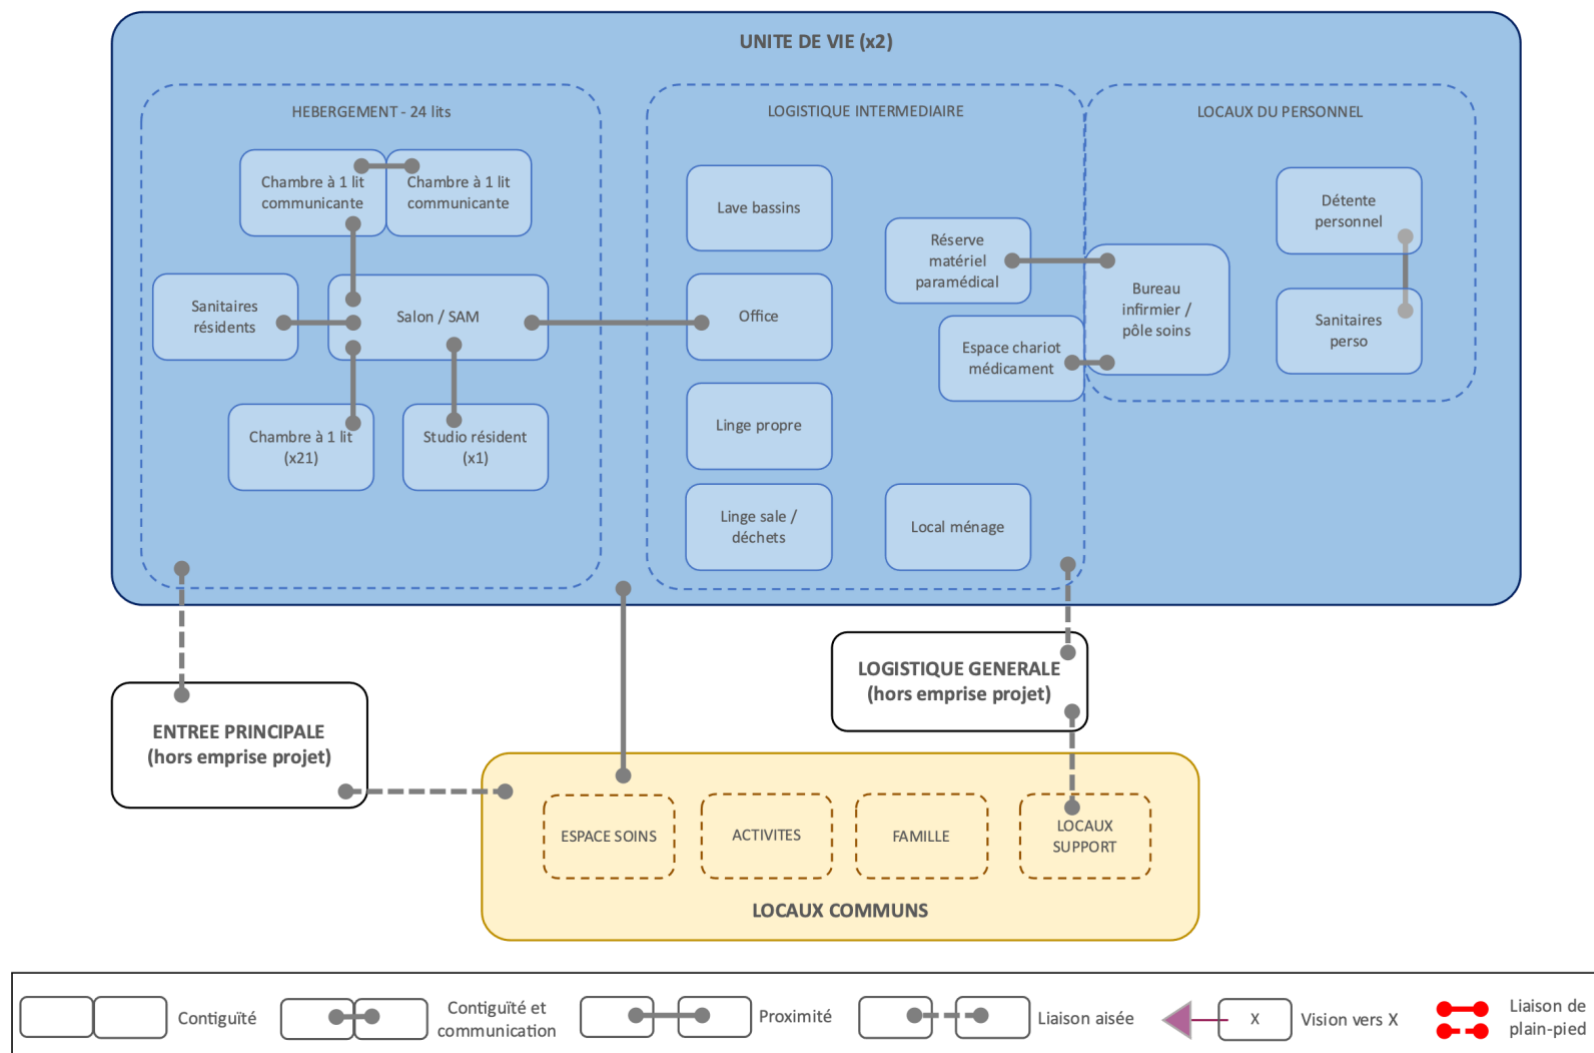 UNITE DE VIE (x2)
HEBERGEMENT - 24 lits
LOGISTIQUE INTERMEDIAIRE
LOCAUX DU PERSONNEL
Chambre à 1 lit
communicante
Chambre à 1 lit
communicante
Sanitaires
résidents
Salon / SAM
Chambre à 1 lit
(x21)
Studio résident
(x1)
Lave bassins
Office
Linge propre
Linge sale /
déchets
Réserve
matériel
paramédical
Espace chariot
médicament
Local ménage
Bureau
infirmier /
pôle soins
Détente
personnel
Sanitaires
perso
ENTREE PRINCIPALE
(hors emprise projet)
LOGISTIQUE GENERALE
(hors emprise projet)
ESPACE SOINS
ACTIVITES
FAMILLE
LOCAUX
SUPPORT
LOCAUX COMMUNS
Contiguïté
Contiguïté et
communication
Proximité
Liaison aisée
X
Vision vers X
Liaison de
plain-pied